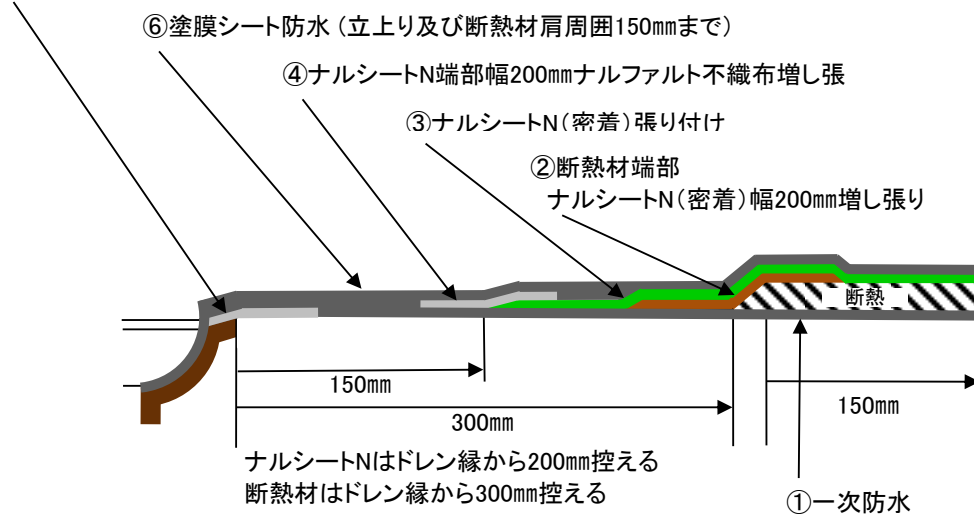 ⑥塗膜シート防水 (立上り及び断熱材肩周囲150mmまで)
④ナルシートN端部幅200mmナルファルト不織布増し張
③ナルシートN(密着)張り付け
②断熱材端部
ナルシートN(密着)幅200mm増し張り
断熱
150mm
150mm
300mm
ナルシートNはドレン縁から200mm控える
断熱材はドレン縁から300mm控える
①一次防水